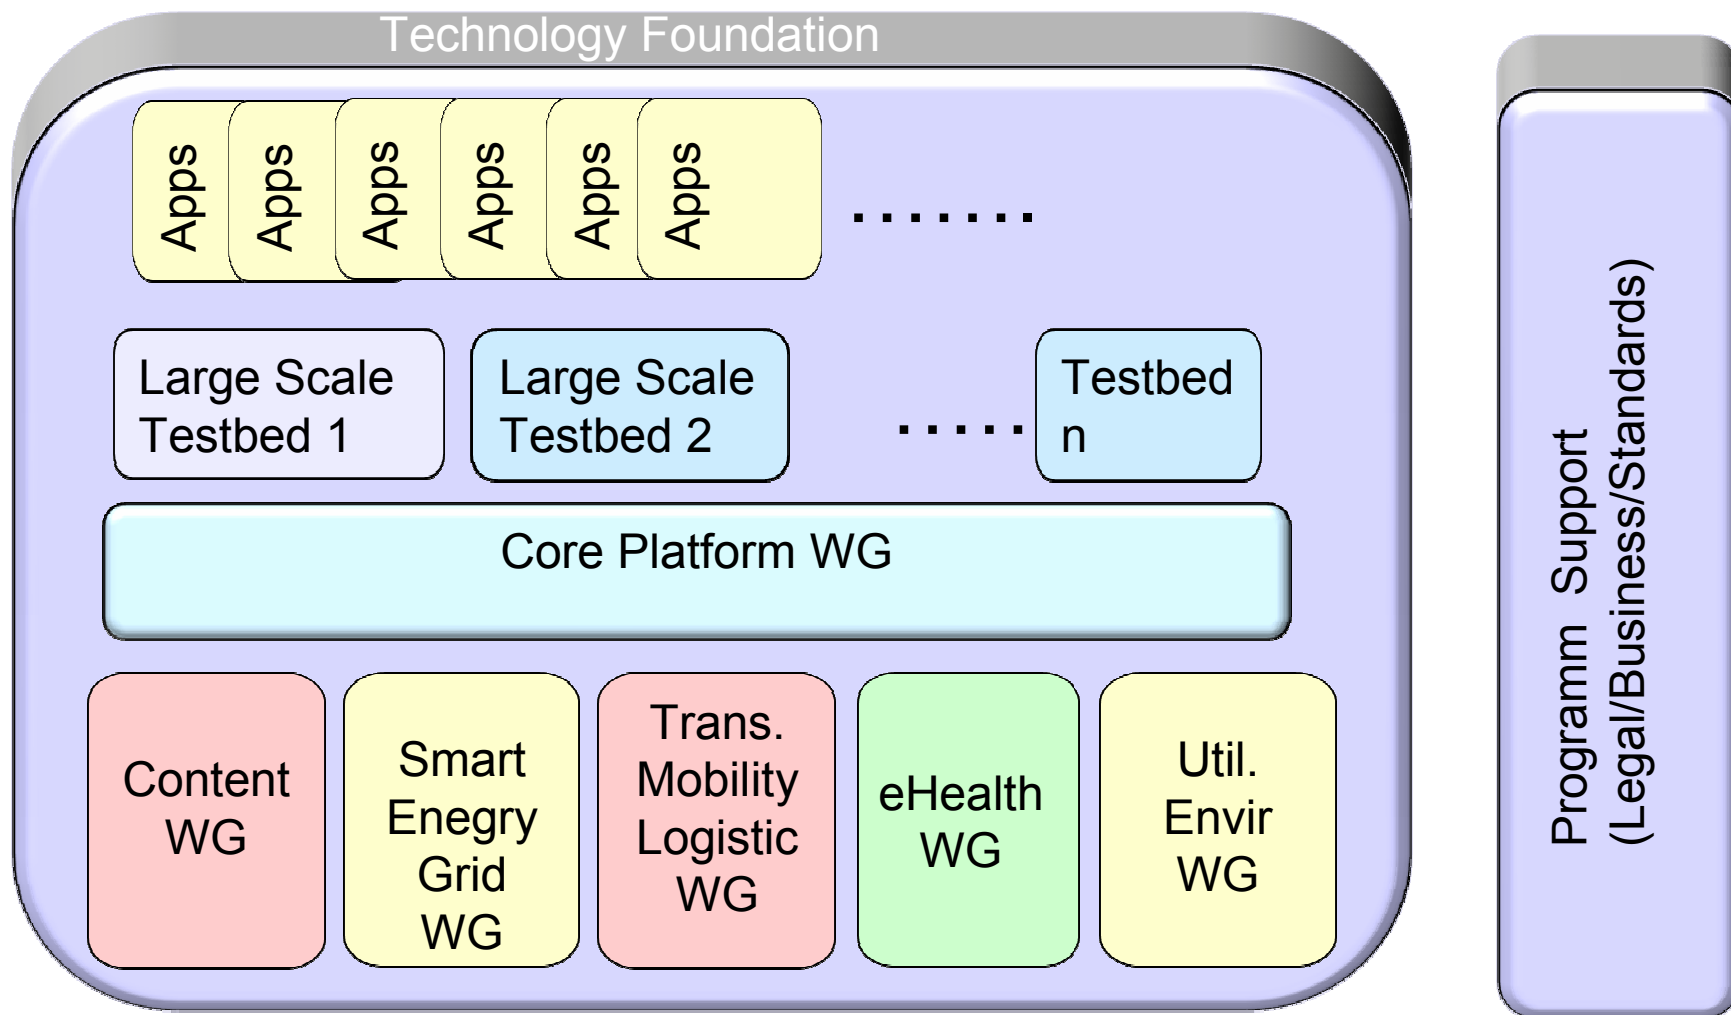 Technology Foundation
Apps
Apps
Apps
Apps
Apps
Apps
.......
Large Scale
Testbed 1
Large Scale
Testbed 2
.....
Testbed
n
Core Platform WG
Content
WG
Smart
Enegry
Grid
WG
Trans.
Mobility
Logistic
WG
eHealth
WG
Util.
Envir
WG
Programm Support
(Legal/Business/Standards)